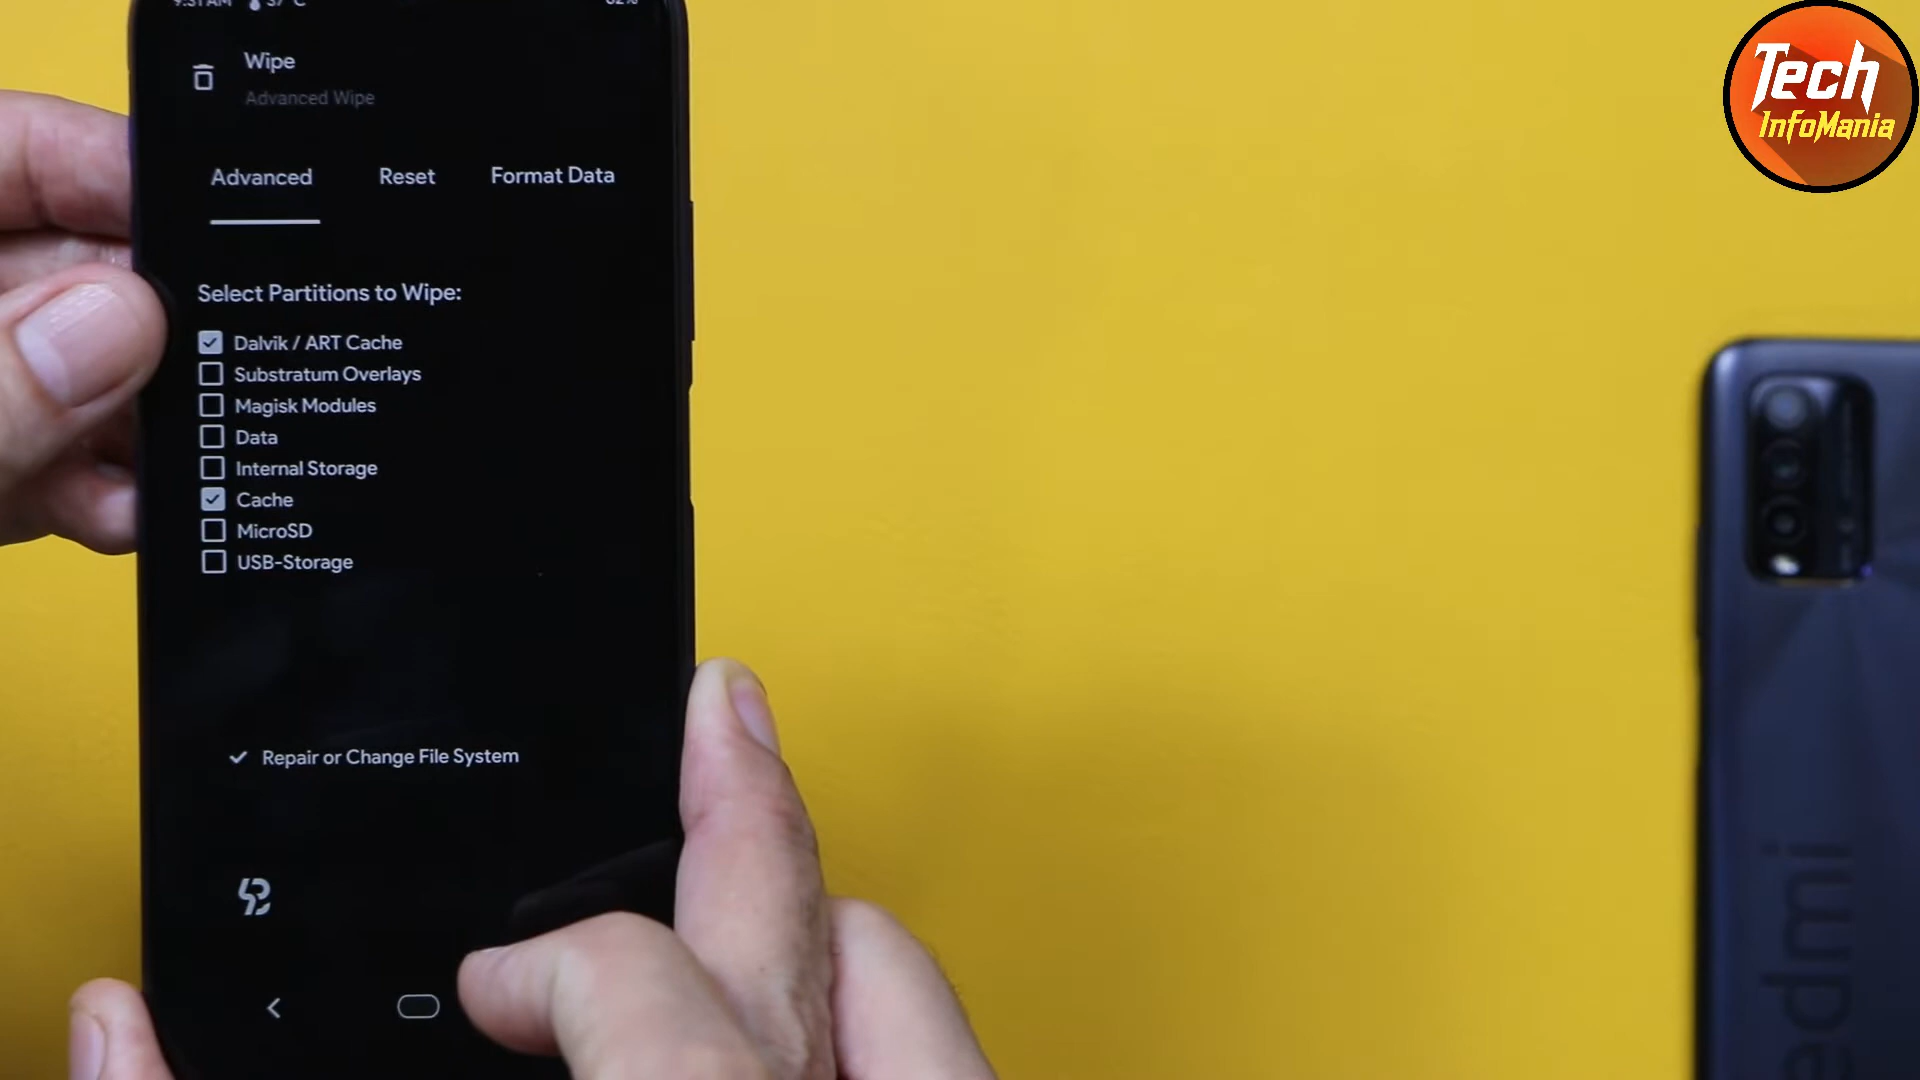 Wipe
Advanced Wipe
Advanced
Reset
Format Data
Select Partitions to Wipe:
Dalvik / ART Cache
Substratum Overlays
Magisk Modules
Data
Internal Storage
Cache
MicroSD
USB-Storage
Repair or Change File System
Tech
InfoMania
edmi